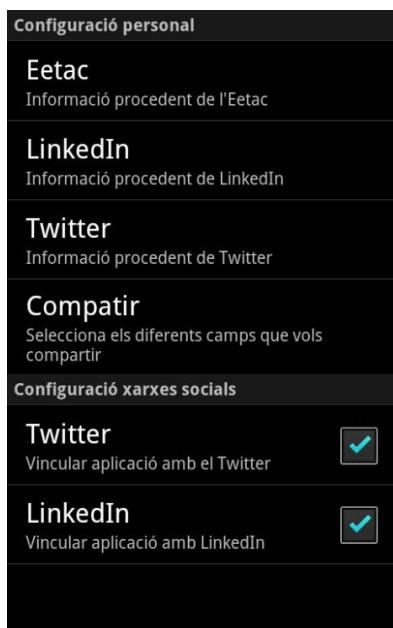 Configuració personal
Eetac
Informació procedent de l'Eetac
LinkedIn
Informació procedent de LinkedIn
Twitter
Informació procedent de Twitter
Compatir
Selecciona els diferents camps que vols
compartir
Configuració xarxes socials
Twitter
Vincular aplicació amb el Twitter
LinkedIn
Vincular aplicació amb LinkedIn